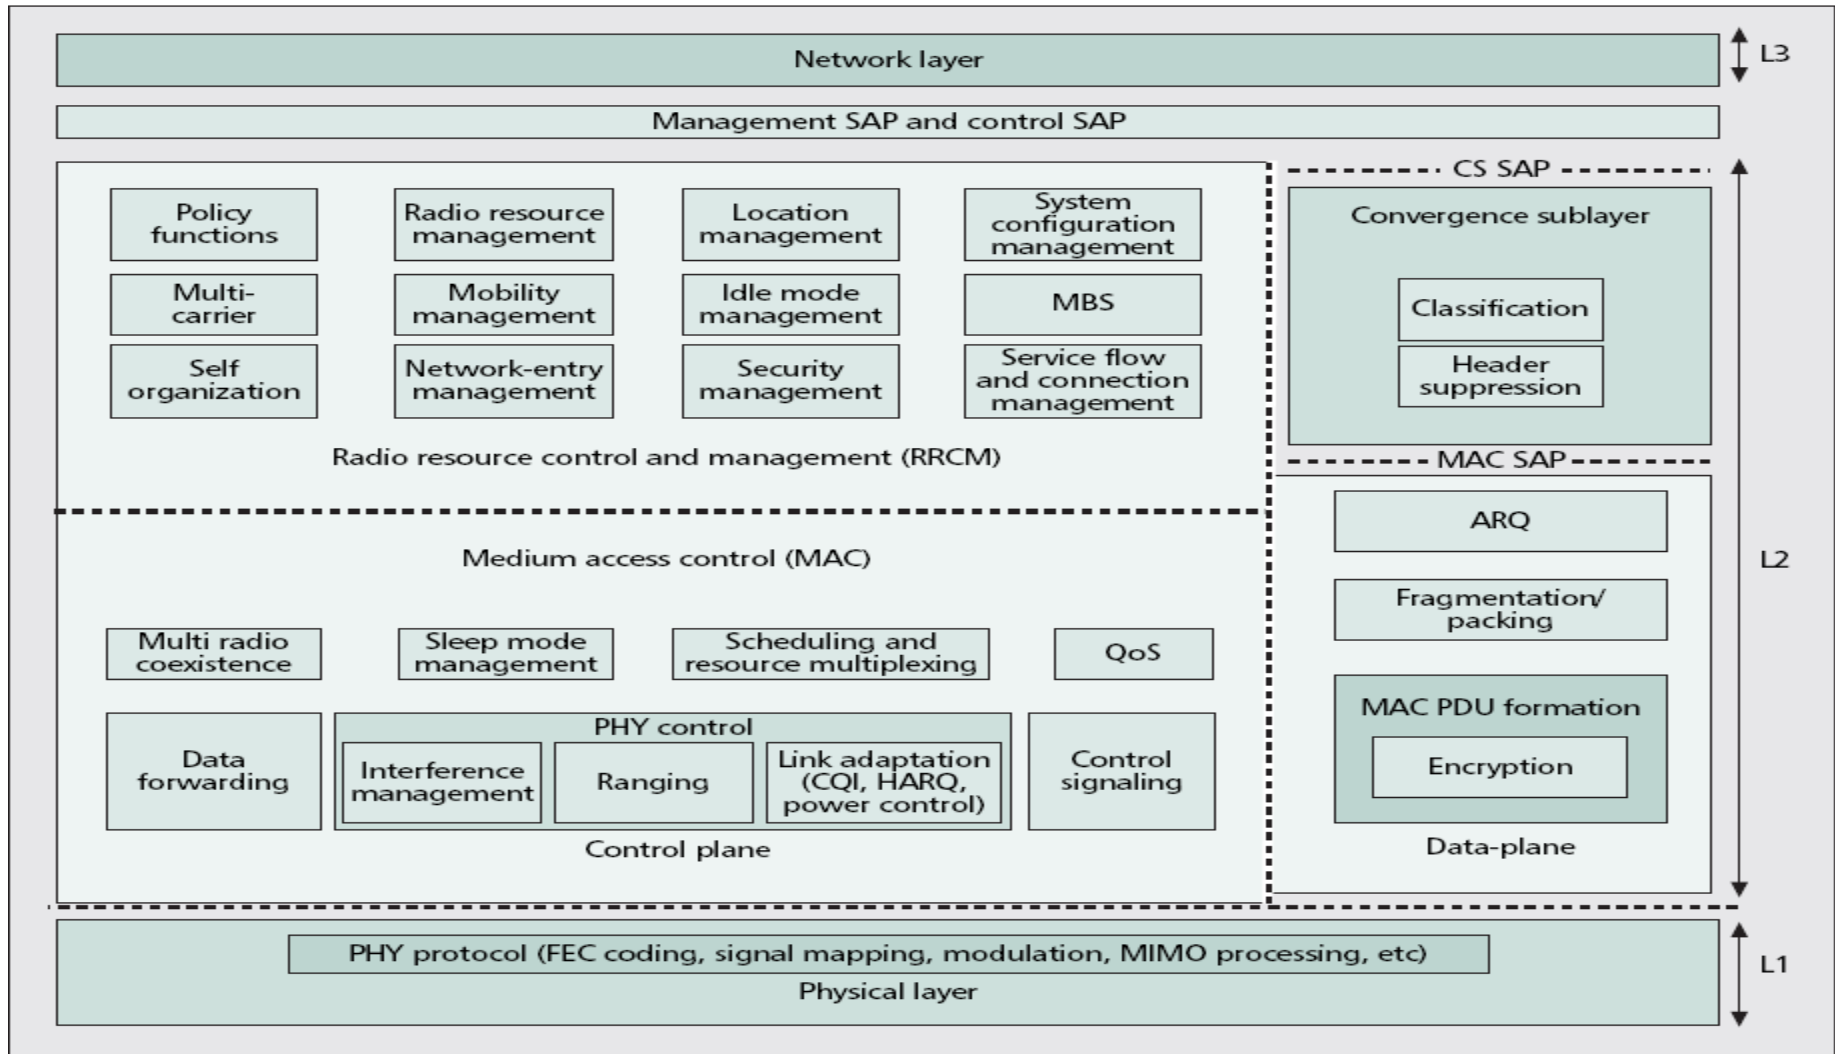 Network layer
L3
Management SAP and control SAP
Policy
functions
Radio resource
management
Location
management
System
configuration
management
Multi-
carrier
Mobility
management
Idle mode
management
MBS
Self
organization
Network-entry
management
Security
management
Service flow
and connection
management
Radio resource control and management (RRCM)
CS SAP
Convergence sublayer
Classification
Header
suppression
MAC SAP
ARQ
Fragmentation/
packing
MAC PDU formation
Encryption
Data-plane
L2
Medium access control (MAC)
Multi radio
coexistence
Sleep mode
management
Scheduling and
resource multiplexing
QoS
Data
forwarding
PHY control
Interference
management
Ranging
Link adaptation
(CQI, HARQ,
power control)
Control
signaling
Control plane
PHY protocol (FEC coding, signal mapping, modulation, MIMO processing, etc)
Physical layer
L1